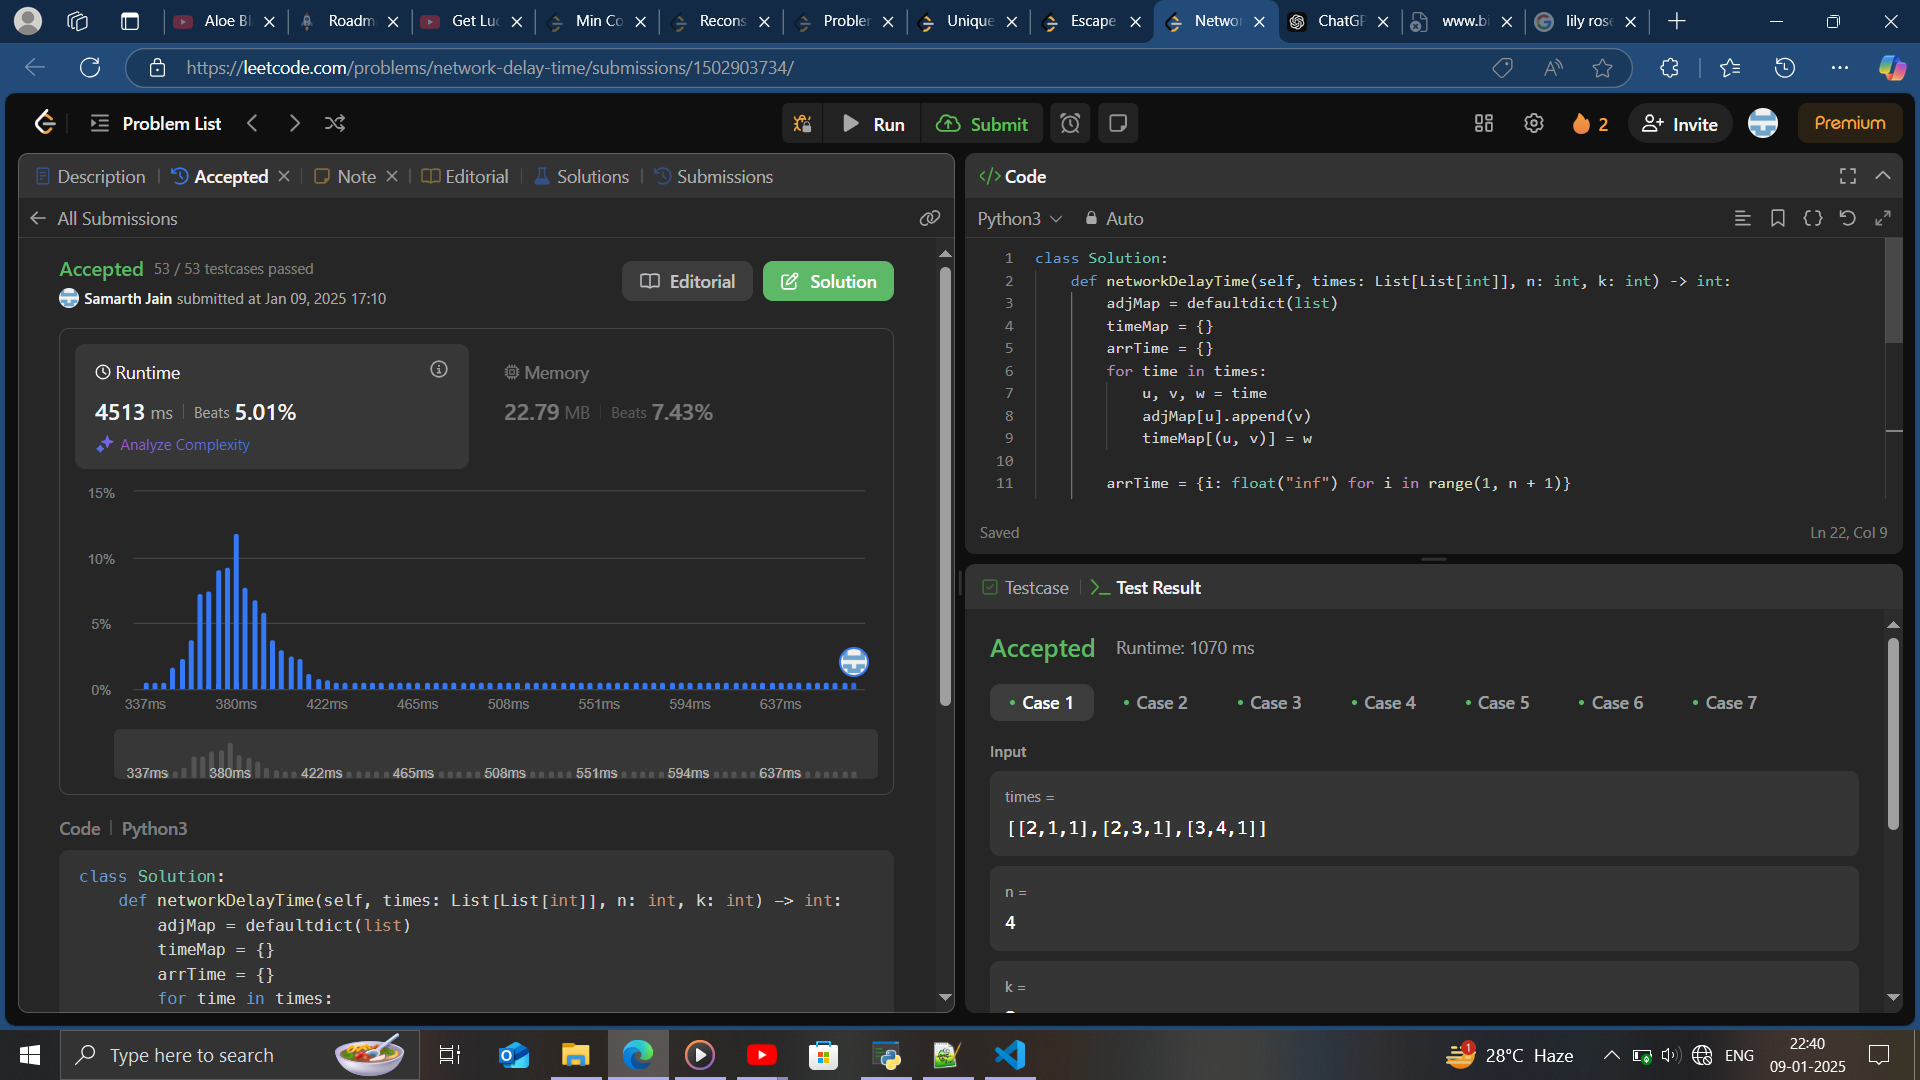 Aloe Bl
Roadm
Get Luc
Min Co
Recons
Probler
Unique
Escape
Networ
ChatGP
www.bi
lily rose
https://leetcode.com/problems/network-delay-time/submissions/1502903734/
Problem List
Run
Submit
2
Invite
Premium
Description
Accepted
Note
Editorial
Solutions
Submissions
All Submissions
Accepted 53 / 53 testcases passed
Samarth Jain submitted at Jan 09, 2025 17:10
Editorial
Solution
Runtime
4513 ms Beats 5.01%
Analyze Complexity
Memory
22.79 MB Beats 7.43%
15%
10%
5%
0%
337ms 380ms 422ms 465ms 508ms 551ms 594ms 637ms
337ms 380ms 422ms 465ms 508ms 551ms 594ms 637ms
Code Python3
class Solution:
def networkDelayTime(self, times: List[List[int]], n: int, k: int) -> int:
adjMap = defaultdict(list)
timeMap = {}
arrTime = {}
for time in times:
</> Code
Python3 Auto
1 class Solution:
2 def networkDelayTime(self, times: List[List[int]], n: int, k: int) -> int:
3 adjMap = defaultdict(list)
4 timeMap = {}
5 arrTime = {}
6 for time in times:
7 u, v, w = time
8 adjMap[u].append(v)
9 timeMap[(u, v)] = w
10
11 arrTime = {i: float("inf") for i in range(1, n + 1)}
Saved
Ln 22, Col 9
Testcase
Test Result
Accepted Runtime: 1070 ms
Case 1 Case 2 Case 3 Case 4 Case 5 Case 6 Case 7
Input
times =
[[2,1,1],[2,3,1],[3,4,1]]
n =
4
k =
Type here to search
1
28°C Haze
ENG
22:40
09-01-2025